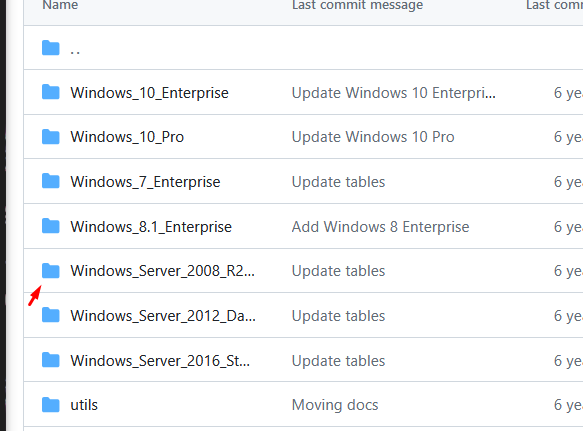 Name Last commit message Last comm
..
Windows_10_Enterprise Update Windows 10 Enterpri... 6 ye
Windows_10_Pro Update Windows 10 Pro 6 ye
Windows_7_Enterprise Update tables 6 ye
Windows_8.1_Enterprise Add Windows 8 Enterprise 6 ye
Windows_Server_2008_R2... Update tables 6 ye
Windows_Server_2012_Da... Update tables 6 ye
Windows_Server_2016_St... Update tables 6 ye
utils Moving docs 6 ye